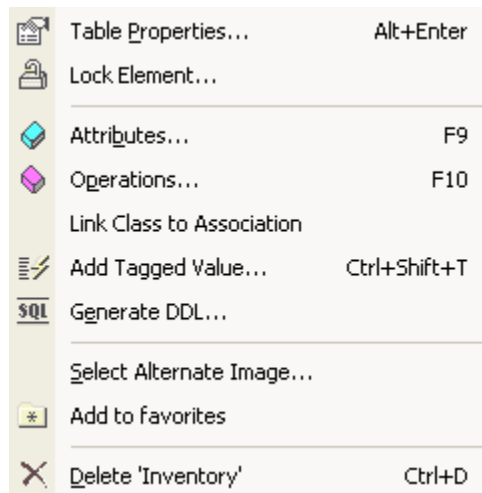 Table Properties... Alt+Enter
Lock Element...
Attributes... F9
Operations... F10
Link Class to Association
Add Tagged Value... Ctrl+Shift+T
SQL Generate DDL...
Select Alternate Image...
Add to favorites
Delete 'Inventory' Ctrl+D